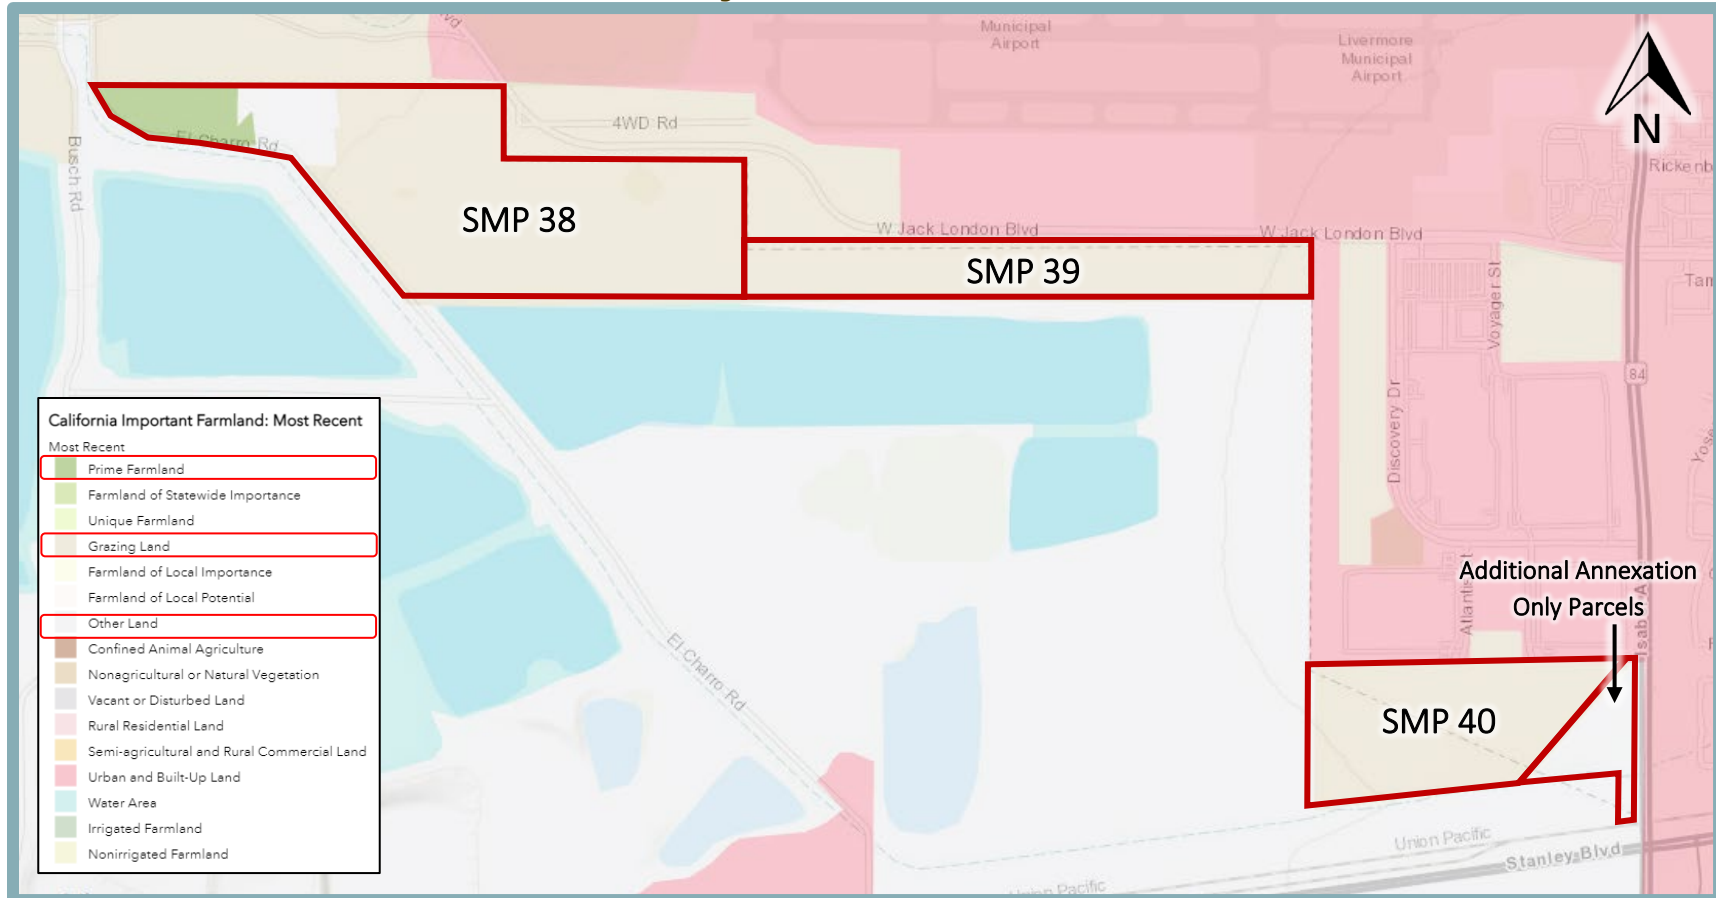 Municipal
Airport
Livermore
Municipal
Airport
N
4WD Rd
El Charro Rd
Busch Rd
SMP 38
W Jack London Blvd
W Jack London Blvd
SMP 39
Voyager St
84
Discovery Dr
California Important Farmland: Most Recent
Most Recent
Prime Farmland
Farmland of Statewide Importance
Unique Farmland
Grazing Land
Farmland of Local Importance
Farmland of Local Potential
Other Land
Confined Animal Agriculture
Nonagricultural or Natural Vegetation
Vacant or Disturbed Land
Rural Residential Land
Semi-agricultural and Rural Commercial Land
Urban and Built-Up Land
Water Area
Irrigated Farmland
Nonirrigated Farmland
Additional Annexation
Only Parcels
El Charro Rd
SMP 40
Union Pacific
Stanley Blvd
Union Pacific